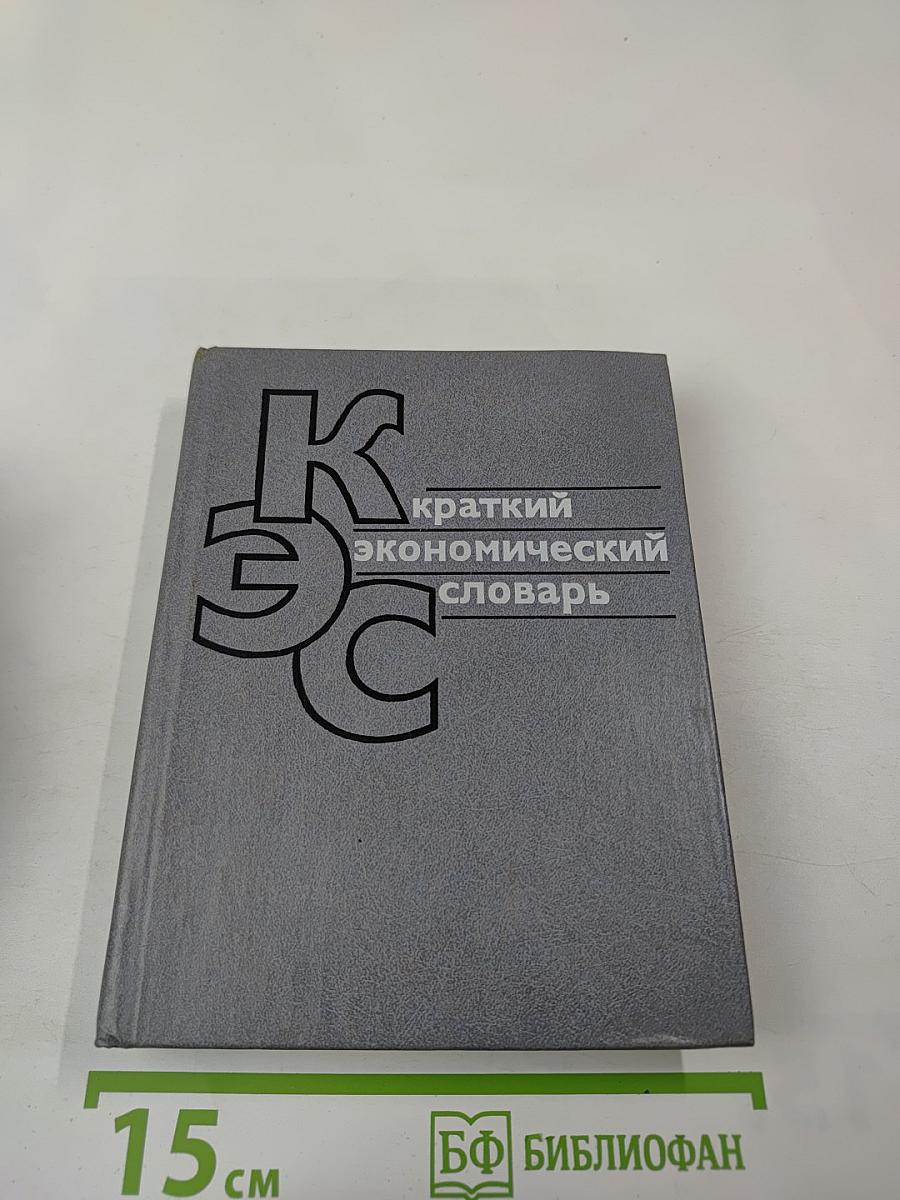 КЭС
краткий
экономический
словарь
15 см
БФ БИБЛИОФАН